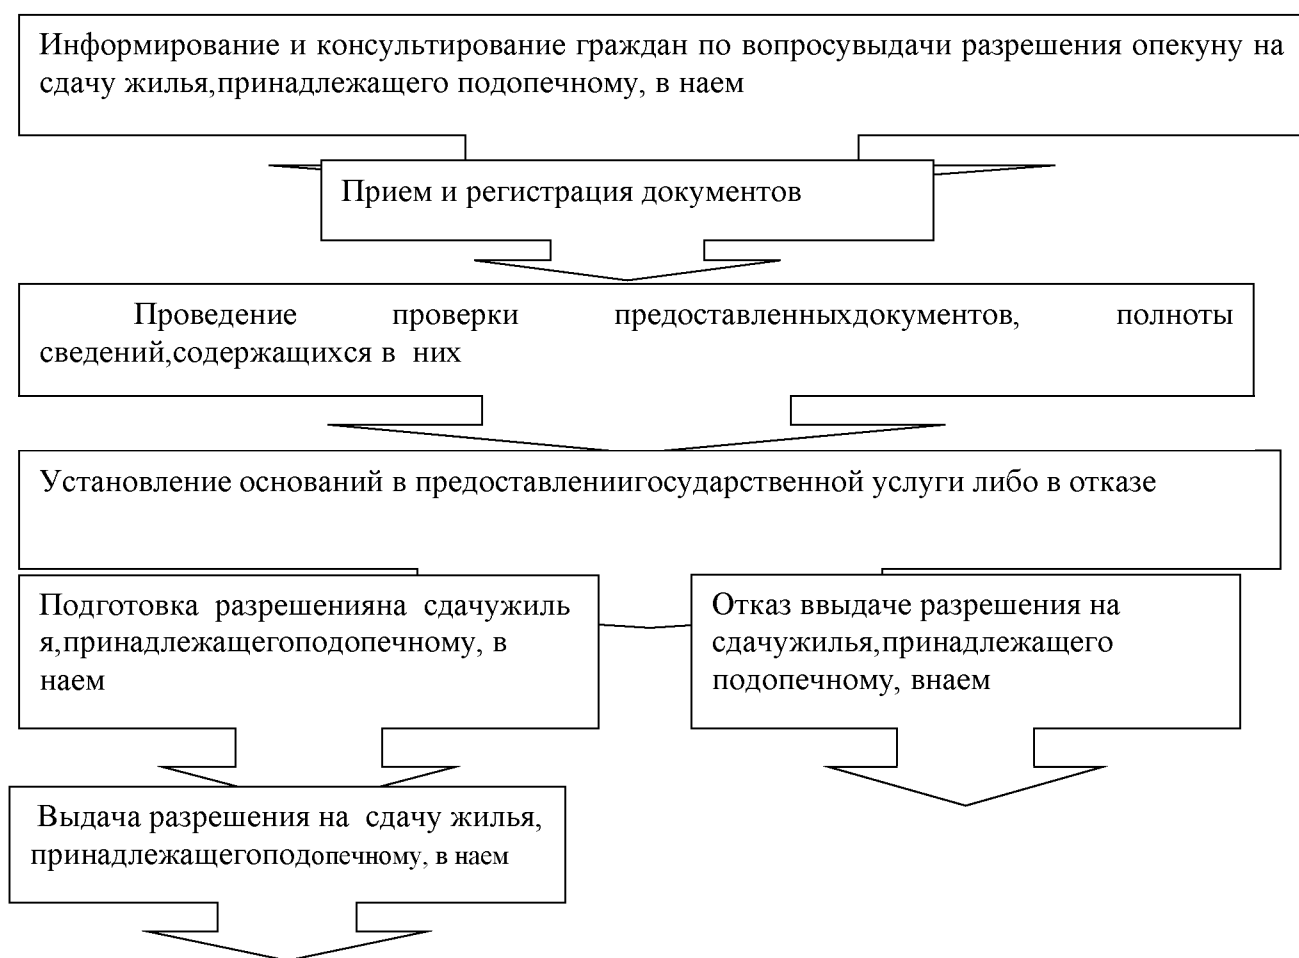 Информирование и консультирование граждан по вопросувыдачи разрешения опекуну на
сдачу жилья,принадлежащего подопечному, в наем
Прием и регистрация документов
Проведение проверки предоставленныхдокументов, полноты
сведений,содержащихся в них
Установление оснований в предоставлениигосударственной услуги либо в отказе
Подготовка разрешенияна сдачужиль
я,принадлежащегоподопечному, в
наем
Отказ ввыдаче разрешения на
сдачужилья,принадлежащего
подопечному, внаем
Выдача разрешения на сдачу жилья,
принадлежащегоподопечному, в наем